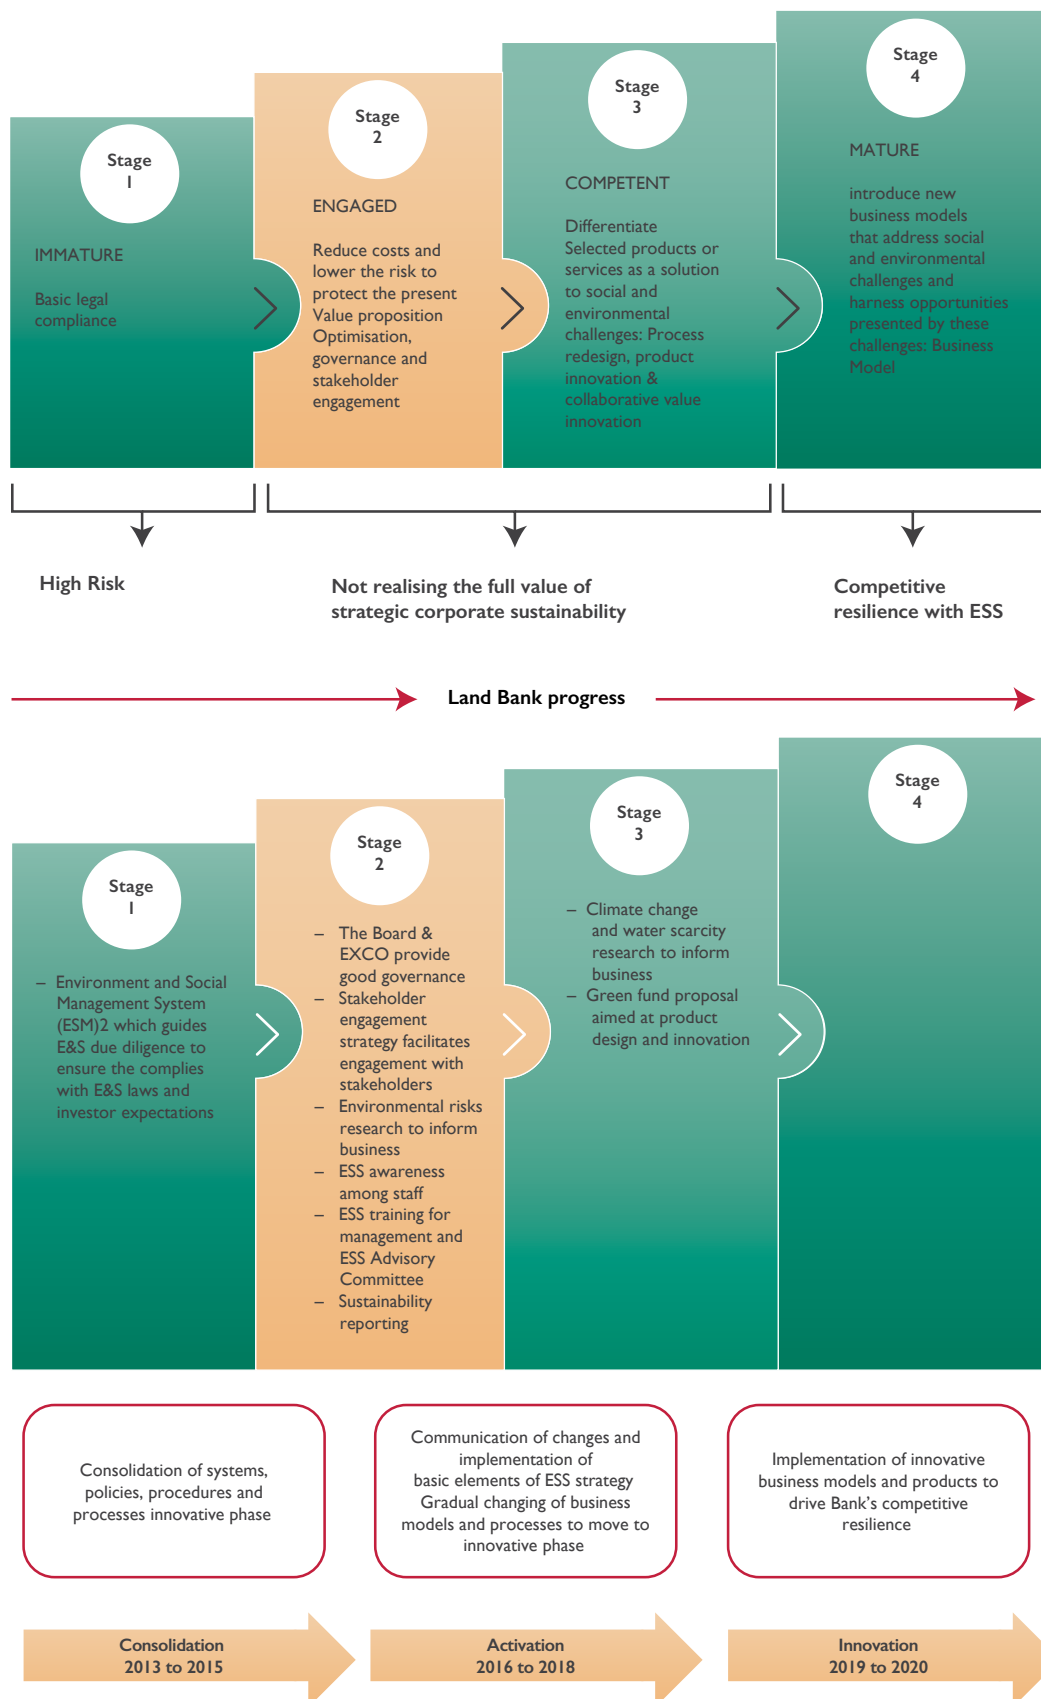 Stage
1
IMMATURE
Basic legal
compliance
Stage
2
ENGAGED
Reduce costs and
lower the risk to
protect the present
Value proposition
Optimisation,
governance and
stakeholder
engagement
Stage
3
COMPETENT
Differentiate
Selected products or
services as a solution
to social and
environmental
challenges: Process
redesign, product
innovation &
collaborative value
innovation
Stage
4
MATURE
introduce new
business models
that address social
and environmental
challenges and
harness opportunities
presented by these
challenges: Business
Model
High Risk
Not realising the full value of
strategic corporate sustainability
Competitive
resilience with ESS
Land Bank progress
Stage
1
– Environment and Social
Management System
(ESM)2 which guides
E&S due diligence to
ensure the complies
with E&S laws and
investor expectations
Stage
2
– The Board &
EXCO provide
good governance
– Stakeholder
engagement
strategy facilitates
engagement with
stakeholders
– Environmental risks
research to inform
business
– ESS awareness
among staff
– ESS training for
management and
ESS Advisory
Committee
– Sustainability
reporting
Stage
3
– Climate change
and water scarcity
research to inform
business
– Green fund proposal
aimed at product
design and innovation
Stage
4
Consolidation of systems,
policies, procedures and
processes innovative phase
Communication of changes and
implementation of
basic elements of ESS strategy
Gradual changing of business
models and processes to move to
innovative phase
Implementation of innovative
business models and products to
drive Bank's competitive
resilience
Consolidation
2013 to 2015
Activation
2016 to 2018
Innovation
2019 to 2020